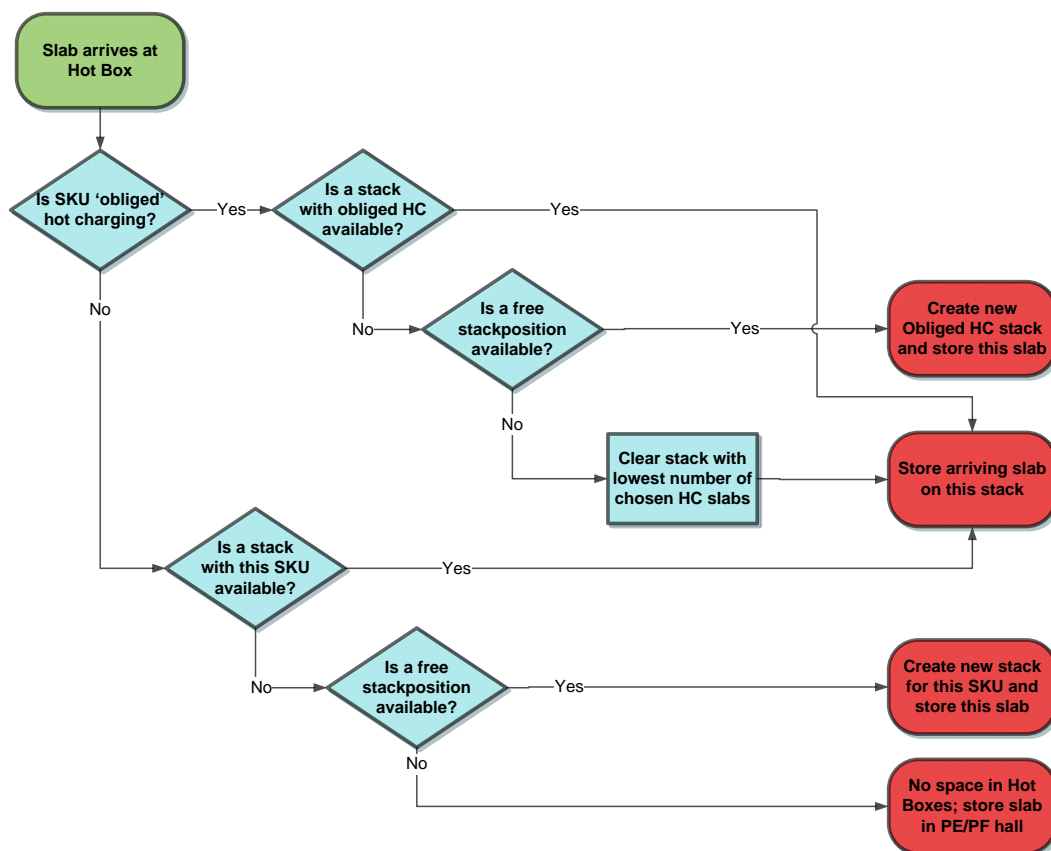 Slab arrives at
Hot Box
Is SKU ‘obliged’
hot charging?
Yes
Is a stack
with obliged HC
available?
Yes
No
No
Is a free
stackposition
available?
Yes
Create new
Obliged HC stack
and store this slab
No
Clear stack with
lowest number of
chosen HC slabs
Store arriving slab
on this stack
Is a stack
with this SKU
available?
Yes
No
Is a free
stackposition
available?
Yes
Create new stack
for this SKU and
store this slab
No
No space in Hot
Boxes; store slab
in PE/PF hall